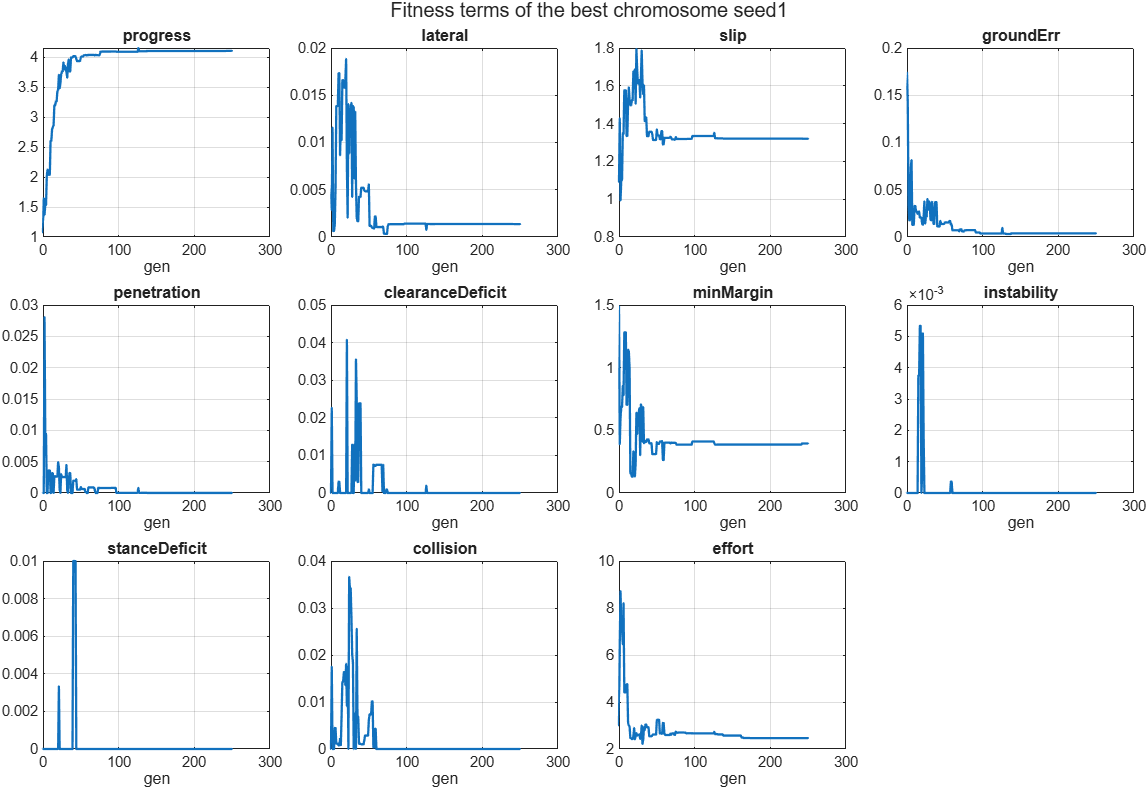 Fitness terms of the best chromosome seed1
progress
4
3.5
3
2.5
2
1.5
1
0 100 200 300
gen
lateral
0.02
0.015
0.01
0.005
0
0 100 200 300
gen
slip
1.8
1.6
1.4
1.2
1
0.8
0 100 200 300
gen
groundErr
0.2
0.15
0.1
0.05
0
0 100 200 300
gen
penetration
0.03
0.025
0.02
0.015
0.01
0.005
0
0 100 200 300
gen
clearanceDeficit
0.05
0.04
0.03
0.02
0.01
0
0 100 200 300
gen
minMargin
1.5
1
0.5
0
0 100 200 300
gen
×10⁻³ instability
6
5
4
3
2
1
0
0 100 200 300
gen
stanceDeficit
0.01
0.008
0.006
0.004
0.002
0
0 100 200 300
gen
collision
0.04
0.03
0.02
0.01
0
0 100 200 300
gen
effort
10
8
6
4
2
0 100 200 300
gen